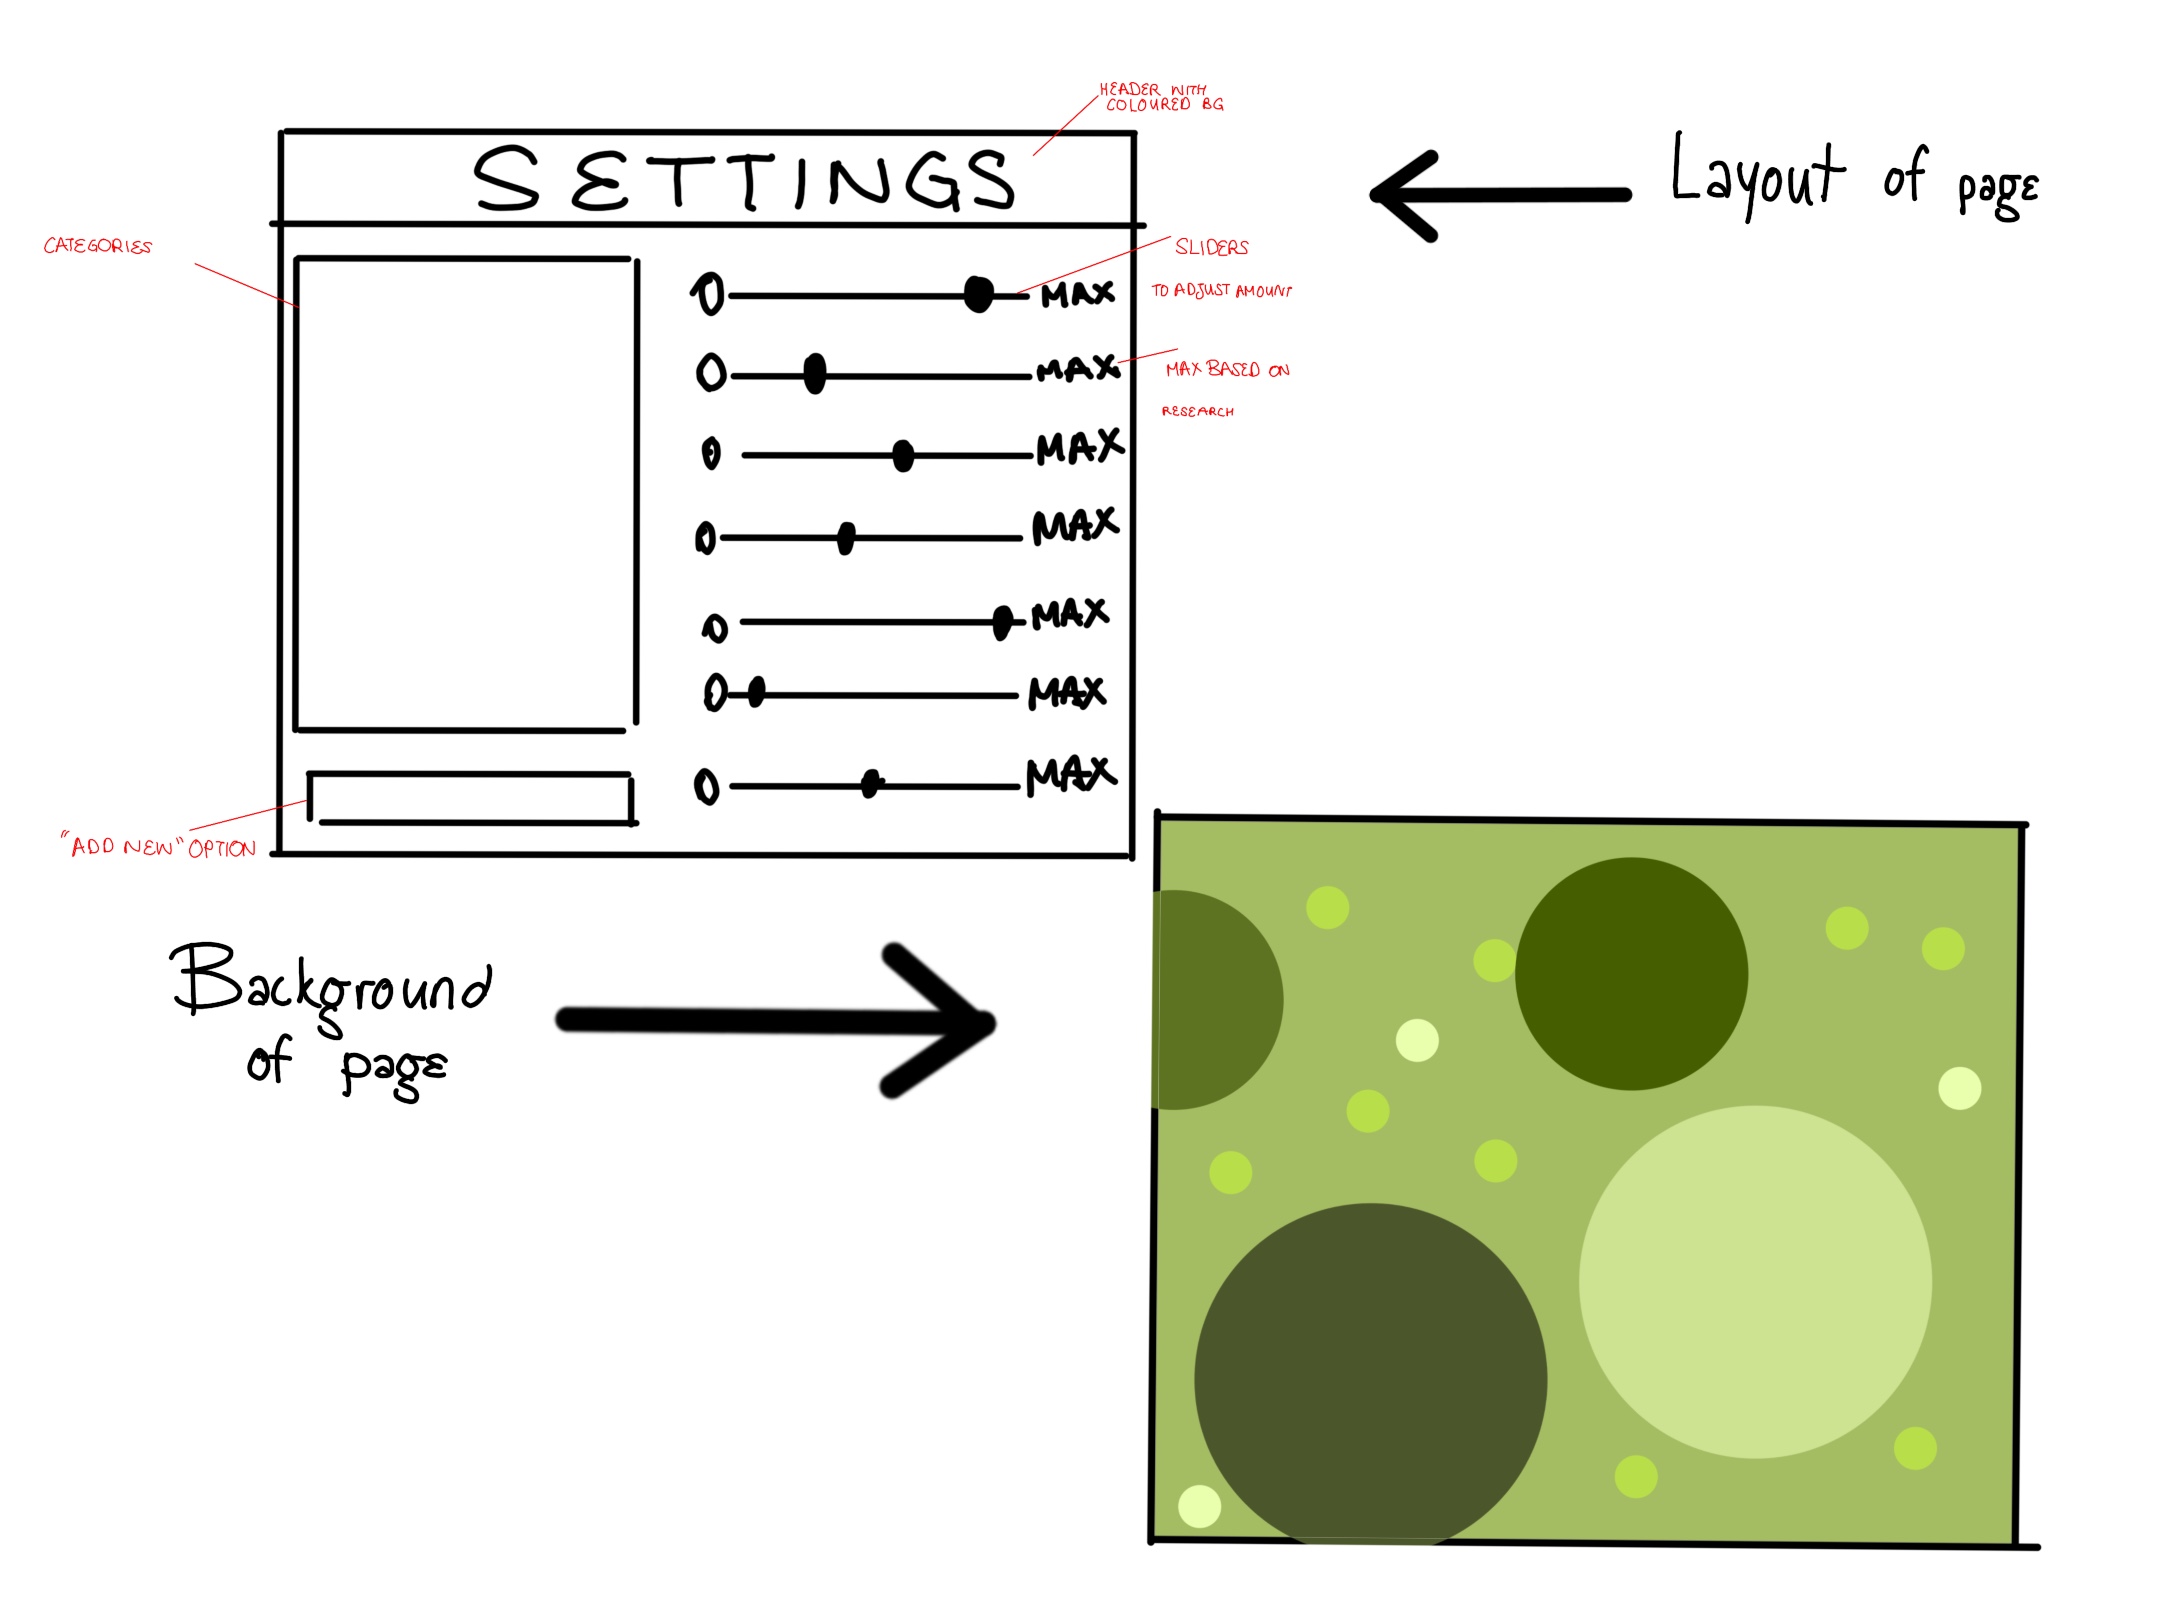 HEADER WITH
COLOURED BG
SETTINGS
Layout of page
CATEGORIES
SLIDERS
TO ADJUST AMOUNT
0 MAX
0 MAX
MAX BASED ON
RESEARCH
0 MAX
0 MAX
0 MAX
0 MAX
0 MAX
"ADD NEW" OPTION
Background
of page